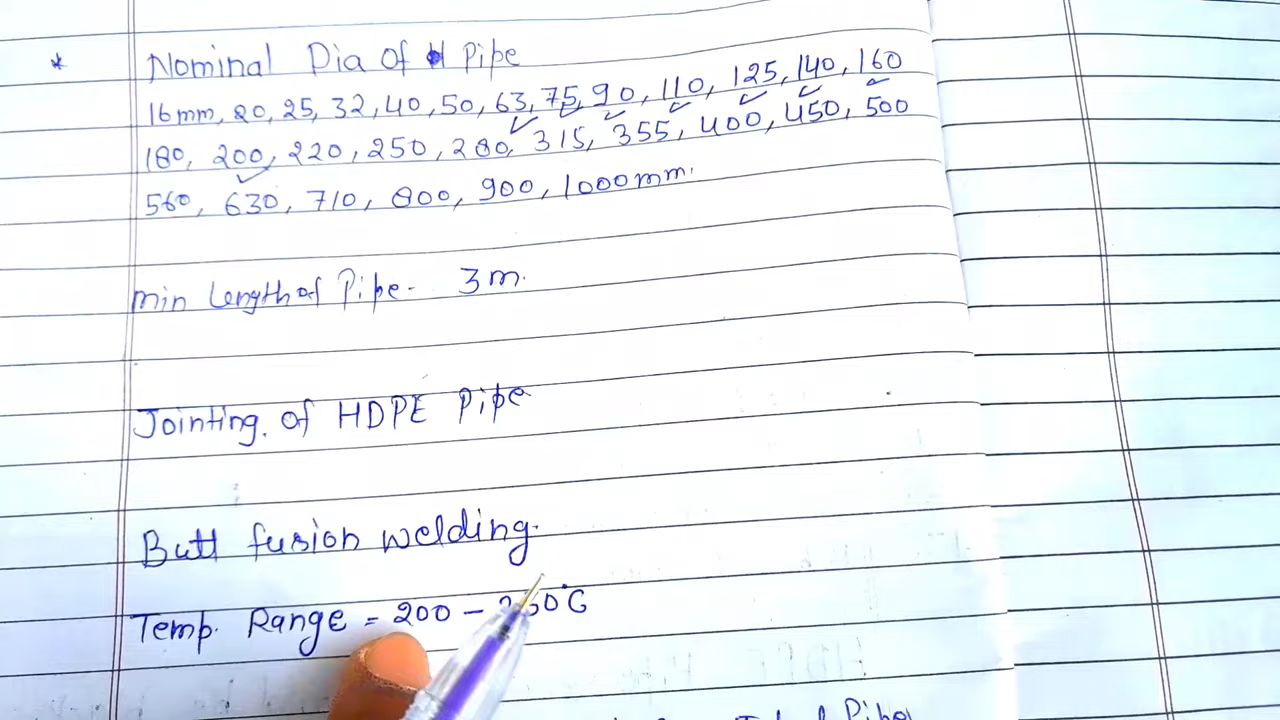 * Nominal Dia Of Pipe
16mm, 20, 25, 32, 40, 50, 63, 75, 90, 110, 125, 140, 160
180, 200, 220, 250, 280, 315, 355, 400, 450, 500
560, 630, 710, 800, 900, 1000mm.
min Length of Pipe - 3m.
Jointing. of HDPE Pipe
Butt fusion welding.
Temp. Range = 200 -
Pipe